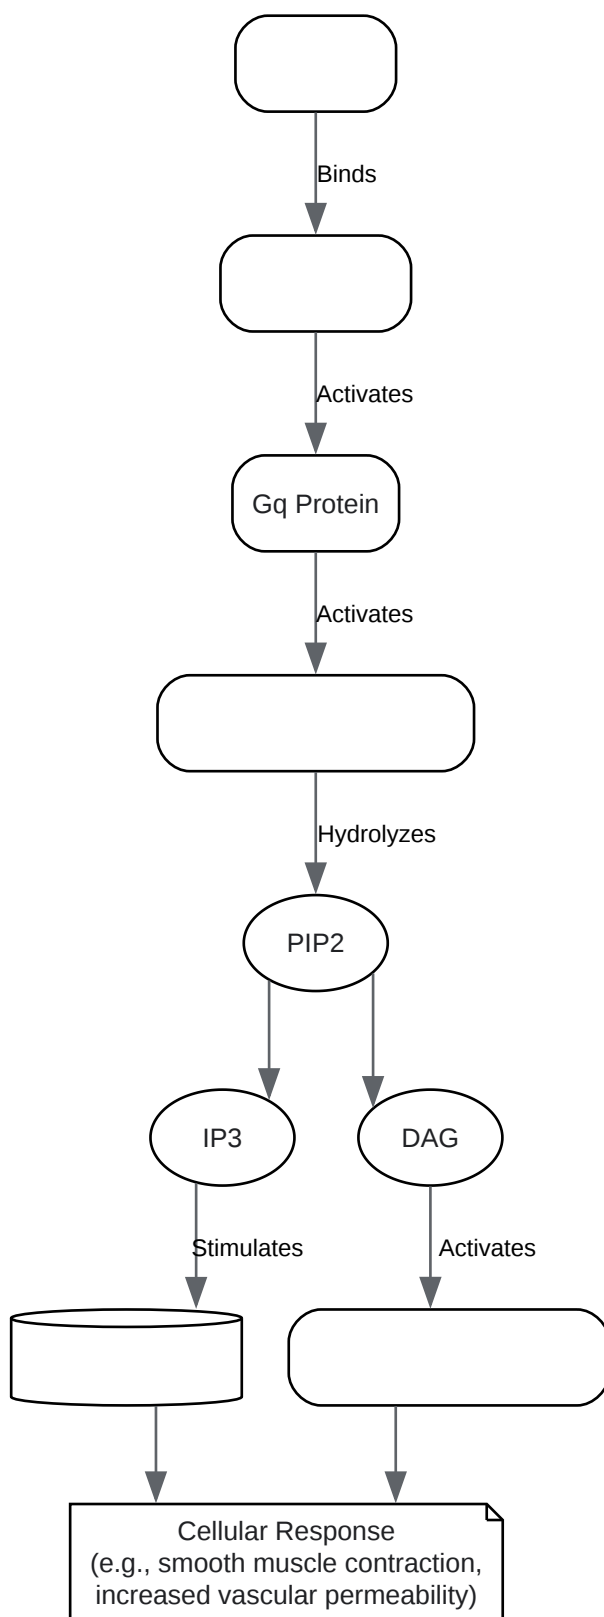 Binds
Activates
Gq Protein
Activates
Hydrolyzes
PIP2
IP3
DAG
Stimulates
Activates
Cellular Response
(e.g., smooth muscle contraction,
increased vascular permeability)